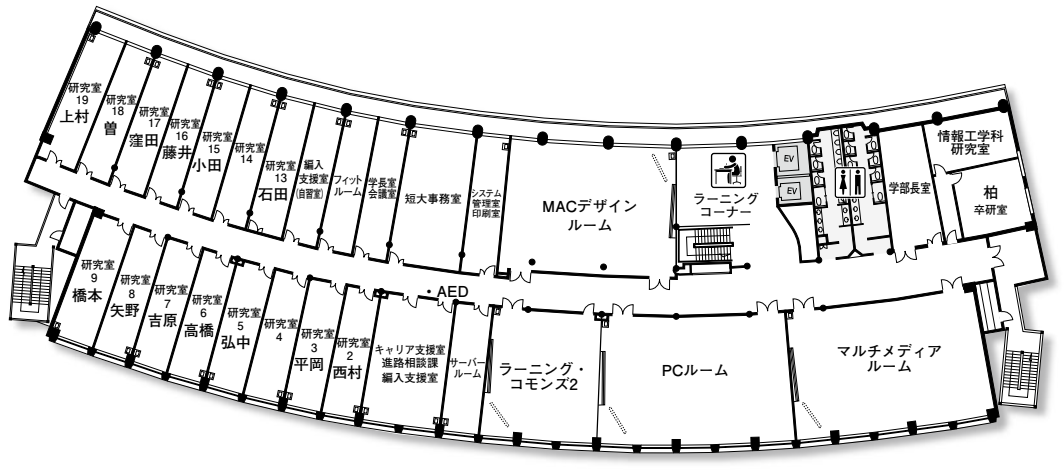 研究室
19
上村
研究室
18
曽
研究室
17
窪田
研究室
16
藤井
研究室
15
小田
研究室
14
研究室
13
石田
編入
支援室
(自習室)
フィット
ルーム
学長室
会議室
短大事務室
システム
管理室
印刷室
MACデザイン
ルーム
ラーニング
コーナー
EV
EV
学部長室
情報工学科
研究室
柏
卒研室
・AED
研究室
9
橋本
研究室
8
矢野
研究室
7
吉原
研究室
6
高橋
研究室
5
弘中
研究室
4
研究室
3
平岡
研究室
2
西村
キャリア支援室
進路相談課
編入支援室
サーバー
ルーム
ラーニング・
コモンズ2
PCルーム
マルチメディア
ルーム